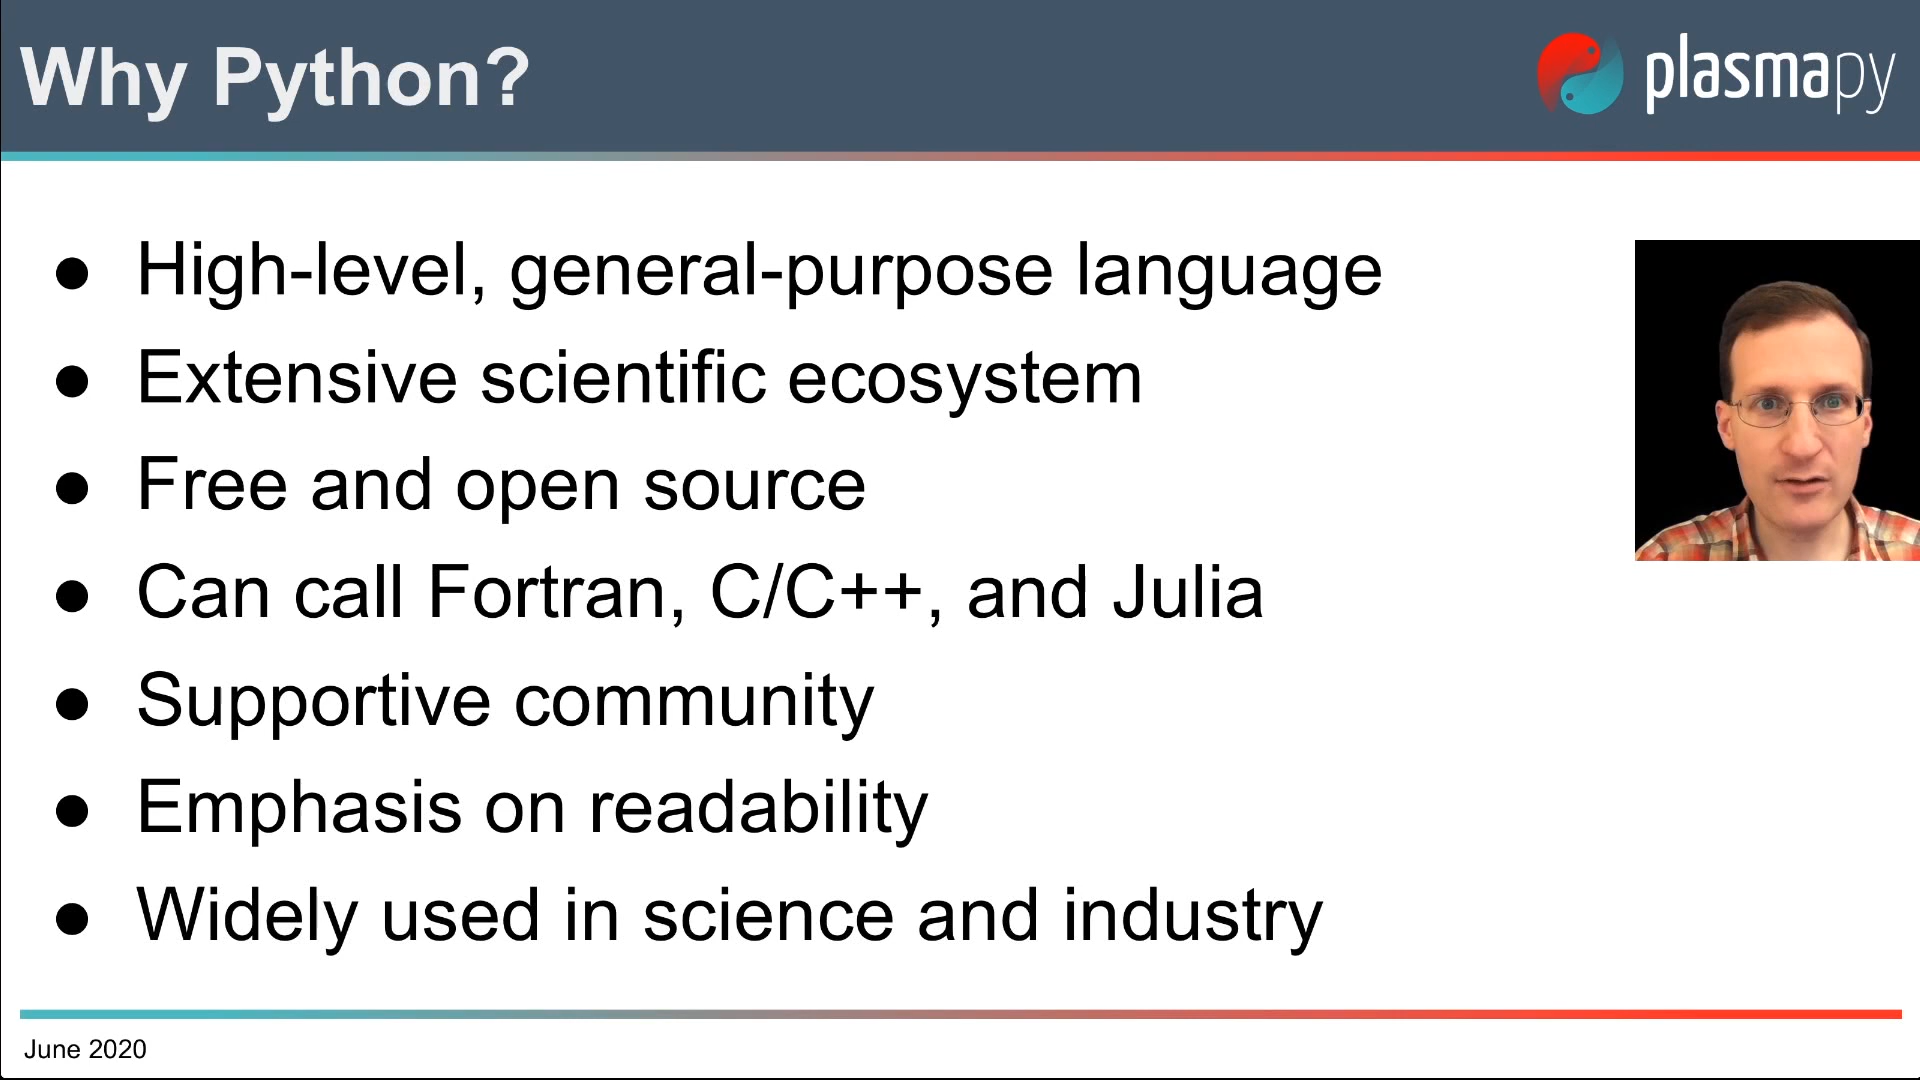 Why Python?
plasmapy
● High-level, general-purpose language
● Extensive scientific ecosystem
● Free and open source
● Can call Fortran, C/C++, and Julia
● Supportive community
● Emphasis on readability
● Widely used in science and industry
June 2020